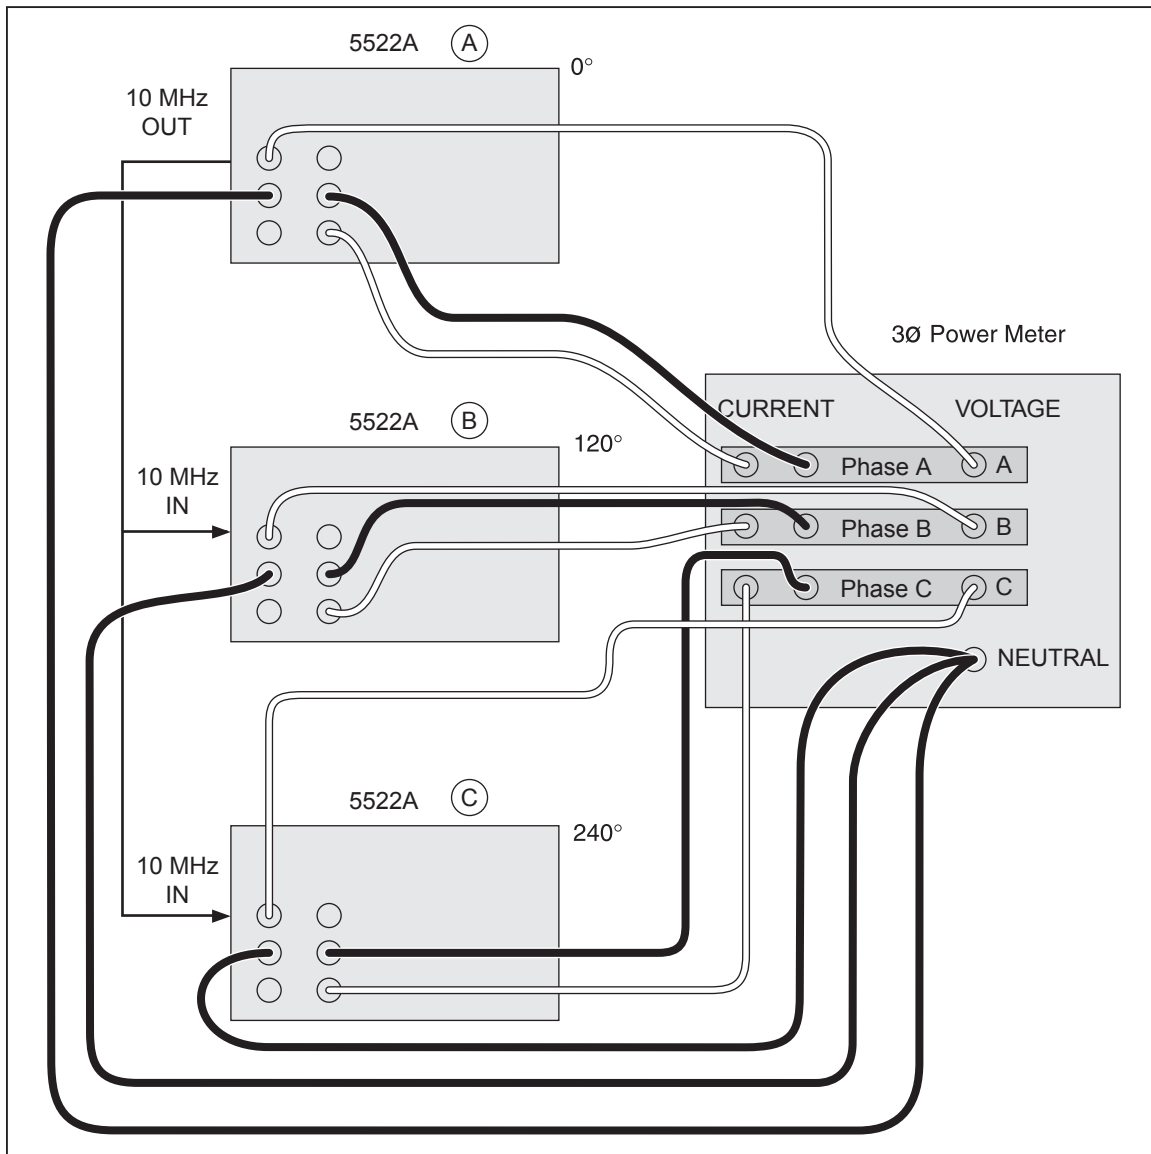 5522A A
0°
10 MHz
OUT
3Ø Power Meter
CURRENT VOLTAGE
Phase A A
Phase B B
Phase C C
NEUTRAL
5522A B
120°
10 MHz
IN
5522A C
240°
10 MHz
IN